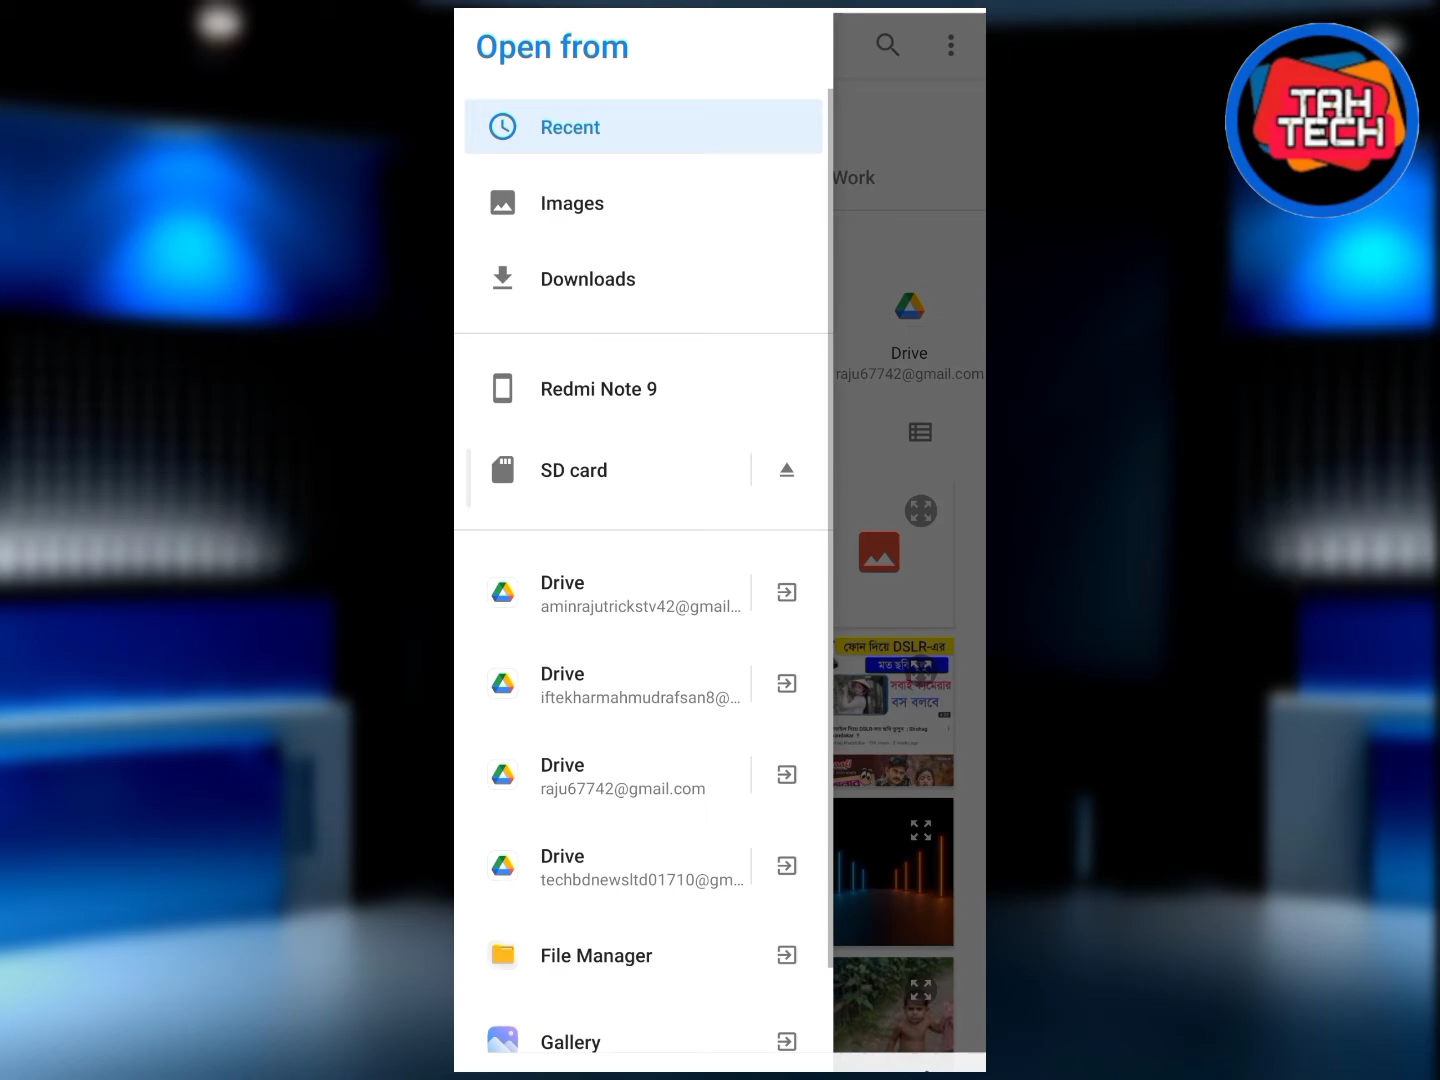 Open from
Recent
Images
Downloads
Redmi Note 9
SD card
Drive
aminrajutrickstv42@gmail...
Drive
iftekharmahmudrafsan8@...
Drive
raju67742@gmail.com
Drive
techbdnewsltd01710@gm...
File Manager
Gallery
Work
Drive
raju67742@gmail.com
ফোন দিয়ে DSLR-এর
মত ছবি
সবাই ক্যামেরার
বস বলবে
TAH
TECH